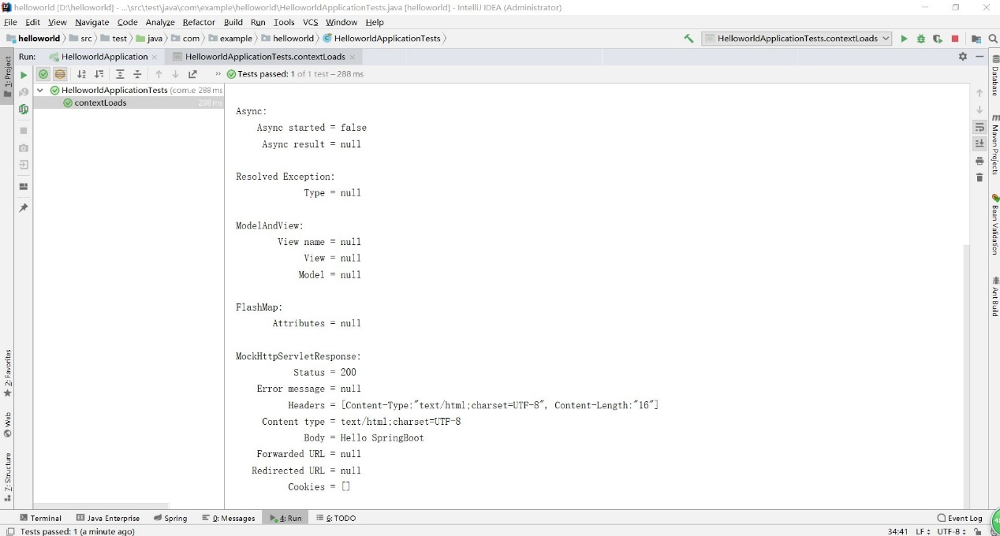 helloworld [D:\helloworld] - ...\src\test\java\com\example\helloworld\HelloworldApplicationTests.java [helloworld] - IntelliJ IDEA (Administrator)
File Edit View Navigate Code Analyze Refactor Build Run Tools VCS Window Help
helloworld src test java com example helloworld HelloworldApplicationTests HelloworldApplicationTests.contextLoads
Run: HelloworldApplication HelloworldApplicationTests.contextLoads
Tests passed: 1 of 1 test – 288 ms
HelloworldApplicationTests (com.e 288 ms
contextLoads 288 ms
Async:
Async started = false
Async result = null
Resolved Exception:
Type = null
ModelAndView:
View name = null
View = null
Model = null
FlashMap:
Attributes = null
MockHttpServletResponse:
Status = 200
Error message = null
Headers = [Content-Type:"text/html;charset=UTF-8", Content-Length:"16"]
Content type = text/html;charset=UTF-8
Body = Hello SpringBoot
Forwarded URL = null
Redirected URL = null
Cookies = []
1: Project
2: Favorites
Web
Z: Structure
Database
Maven Projects
Bean Validation
Ant Build
Terminal Java Enterprise Spring 0: Messages 4: Run 6: TODO Event Log
Tests passed: 1 (a minute ago) 34:41 LF UTF-8